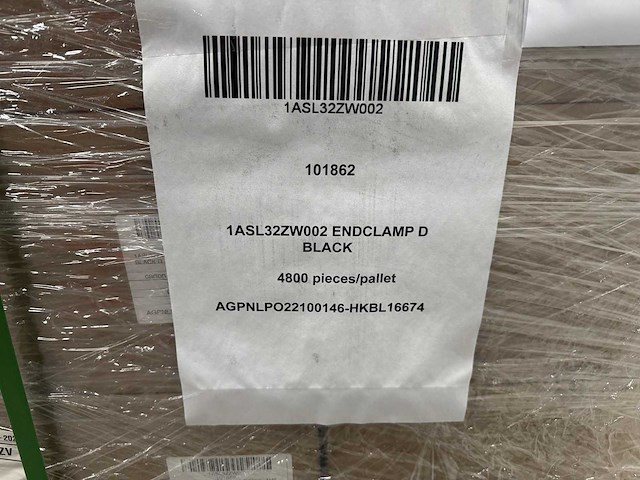 1ASL32ZW002
101862
1ASL32ZW002 ENDCLAMP D
BLACK
4800 pieces/pallet
AGPNLPO22100146-HKBL16674